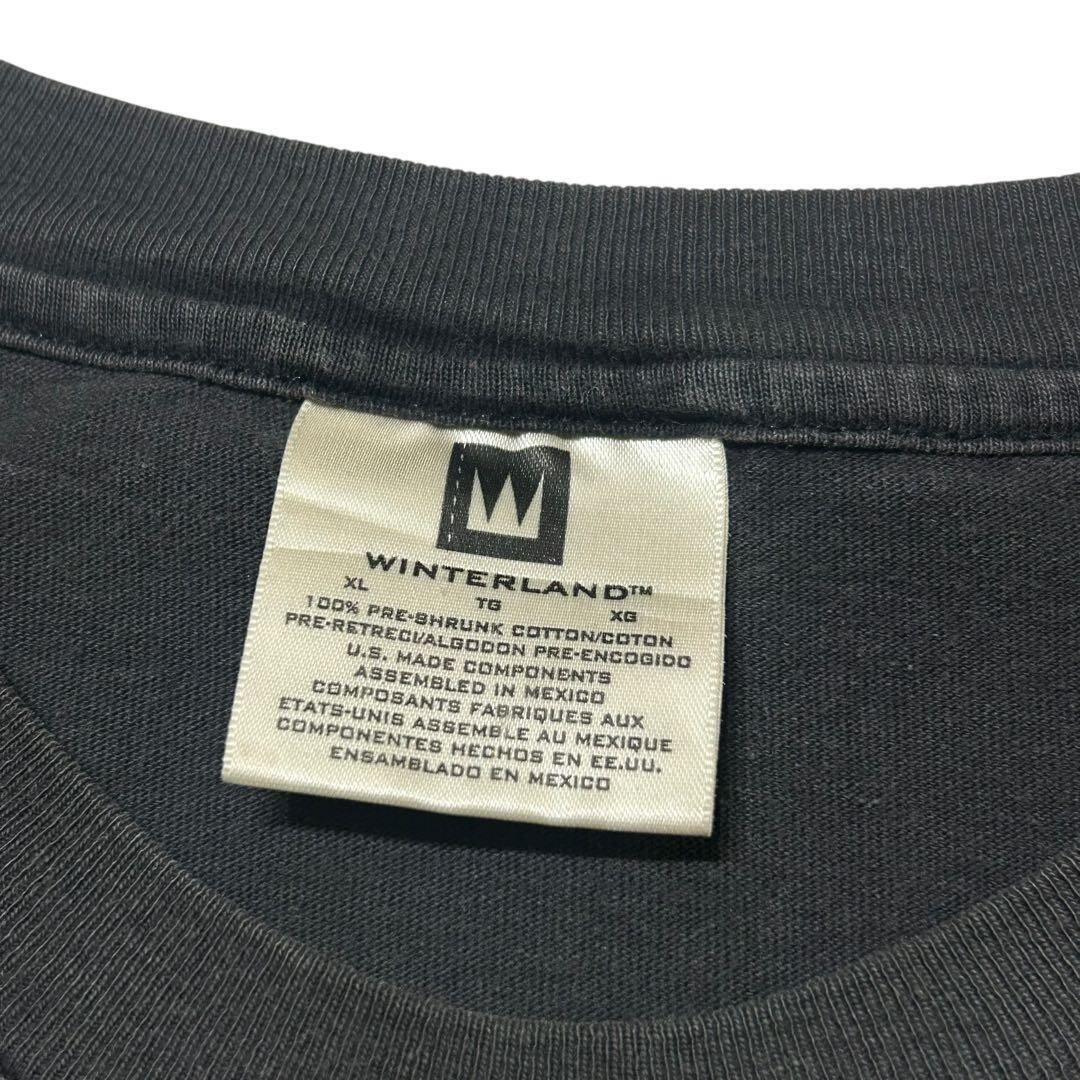 W
WINTERLAND™
XL TG XG
100% PRE-SHRUNK COTTON/COTON
PRE-RETRECI/ALGODON PRE-ENCOGIDO
U.S. MADE COMPONENTS
ASSEMBLED IN MEXICO
COMPOSANTS FABRIQUES AUX
ETATS-UNIS ASSEMBLE AU MEXIQUE
COMPONENTES HECHOS EN EE.UU.
ENSAMBLADO EN MEXICO